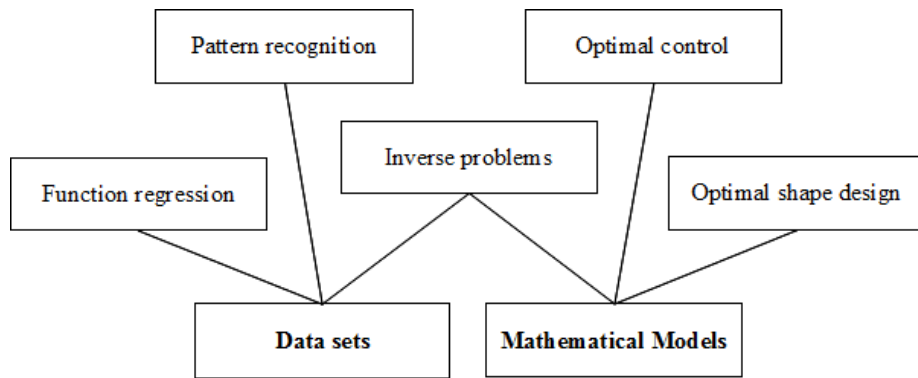 Pattern recognition
Optimal control
Inverse problems
Function regression
Optimal shape design
Data sets
Mathematical Models